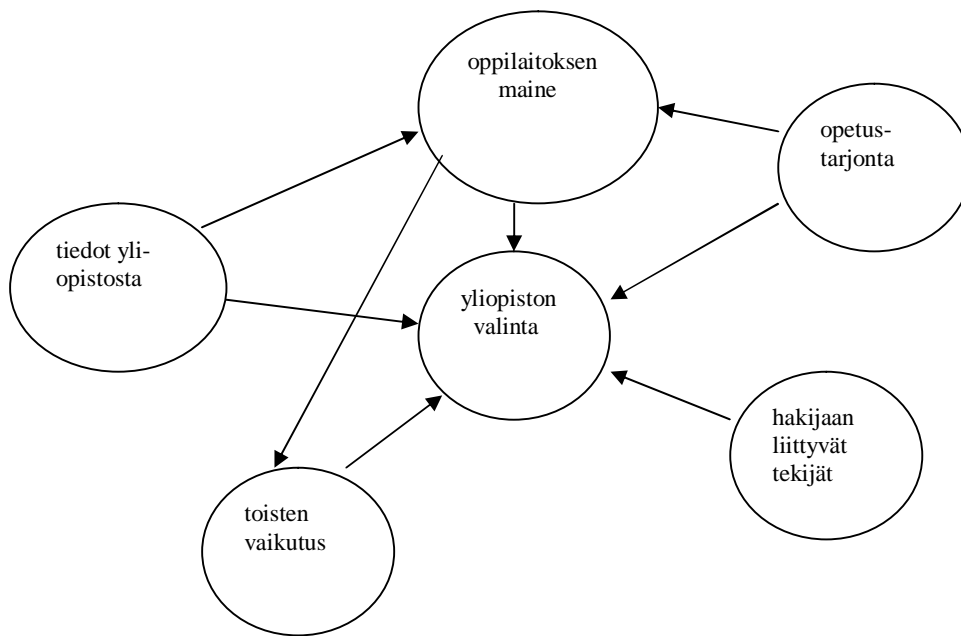 oppilaitoksen
maine
opetus-
tarjonta
tiedot yli-
opistosta
yliopiston
valinta
hakijaan
liittyvät
tekijät
toisten
vaikutus